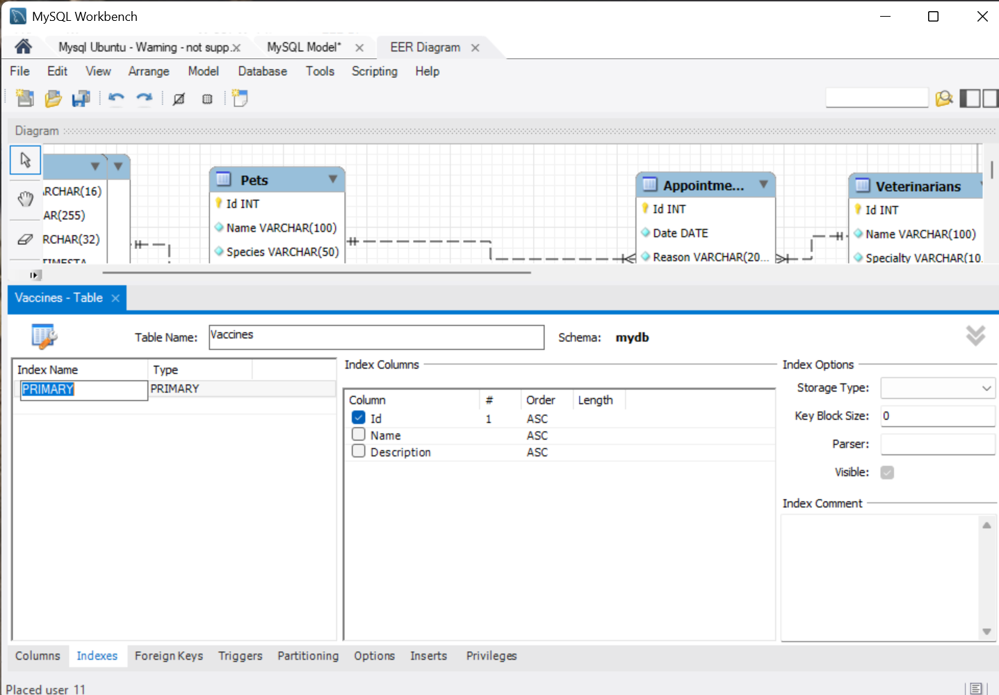 MySQL Workbench
Mysql Ubuntu - Warning - not supp.
MySQL Model*
EER Diagram
File Edit View Arrange Model Database Tools Scripting Help
Diagram
Pets
Id INT
Name VARCHAR(100)
Species VARCHAR(50)
RCHAR(16)
AR(255)
RCHAR(32)
TIMESTA
Appointme...
Id INT
Date DATE
Reason VARCHAR(20...
Veterinarians
Id INT
Name VARCHAR(100)
Specialty VARCHAR(10.
Vaccines - Table
Table Name: Vaccines Schema: mydb
Index Name Type
PRIMARY PRIMARY
Index Columns
Column # Order Length
Id 1 ASC
Name ASC
Description ASC
Index Options
Storage Type:
Key Block Size: 0
Parser:
Visible:
Index Comment
Columns Indexes Foreign Keys Triggers Partitioning Options Inserts Privileges
Placed user 11